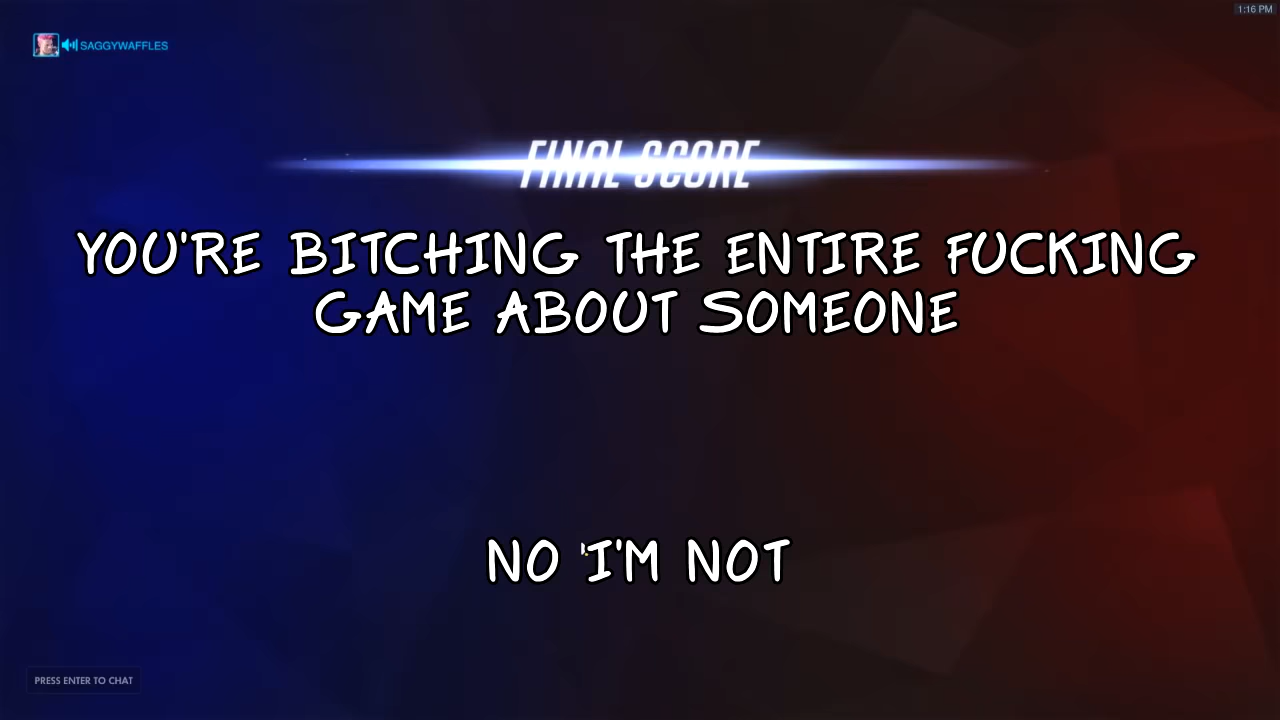 1:16 PM
SAGGYWAFFLES
FINAL SCORE
YOU'RE BITCHING THE ENTIRE FUCKING
GAME ABOUT SOMEONE
NO I'M NOT
PRESS ENTER TO CHAT